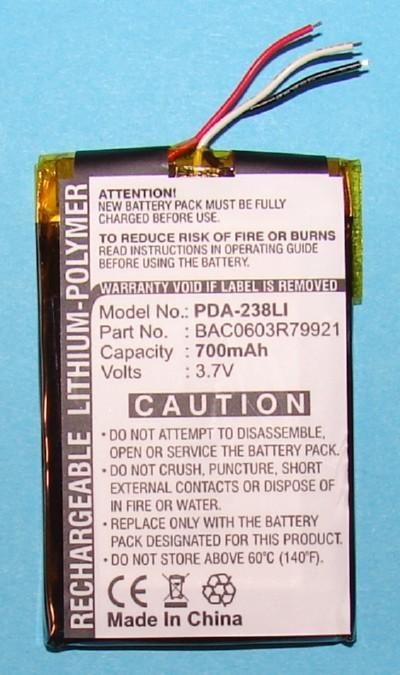 RECHARGEABLE LITHIUM-POLYMER
ATTENTION!
NEW BATTERY PACK MUST BE FULLY
CHARGED BEFORE USE.
TO REDUCE RISK OF FIRE OR BURNS
READ INSTRUCTIONS IN OPERATING GUIDE
BEFORE USING BATTERY.
WARRANTY VOID IF LABEL IS REMOVED
Model No.: PDA-238LI
Part No. : BAC0603R79921
Capacity : 700mAh
Volts : 3.7V
CAUTION
• DO NOT ATTEMPT TO DISASSEMBLE,
OPEN OR SERVICE THE BATTERY PACK.
• DO NOT CRUSH, PUNCTURE, SHORT
EXTERNAL CONTACTS OR DISPOSE OF
IN FIRE OR WATER.
• REPLACE ONLY WITH THE BATTERY
PACK DESIGNATED FOR THIS PRODUCT.
• DO NOT STORE ABOVE 60°C (140°F).
CE
Made In China